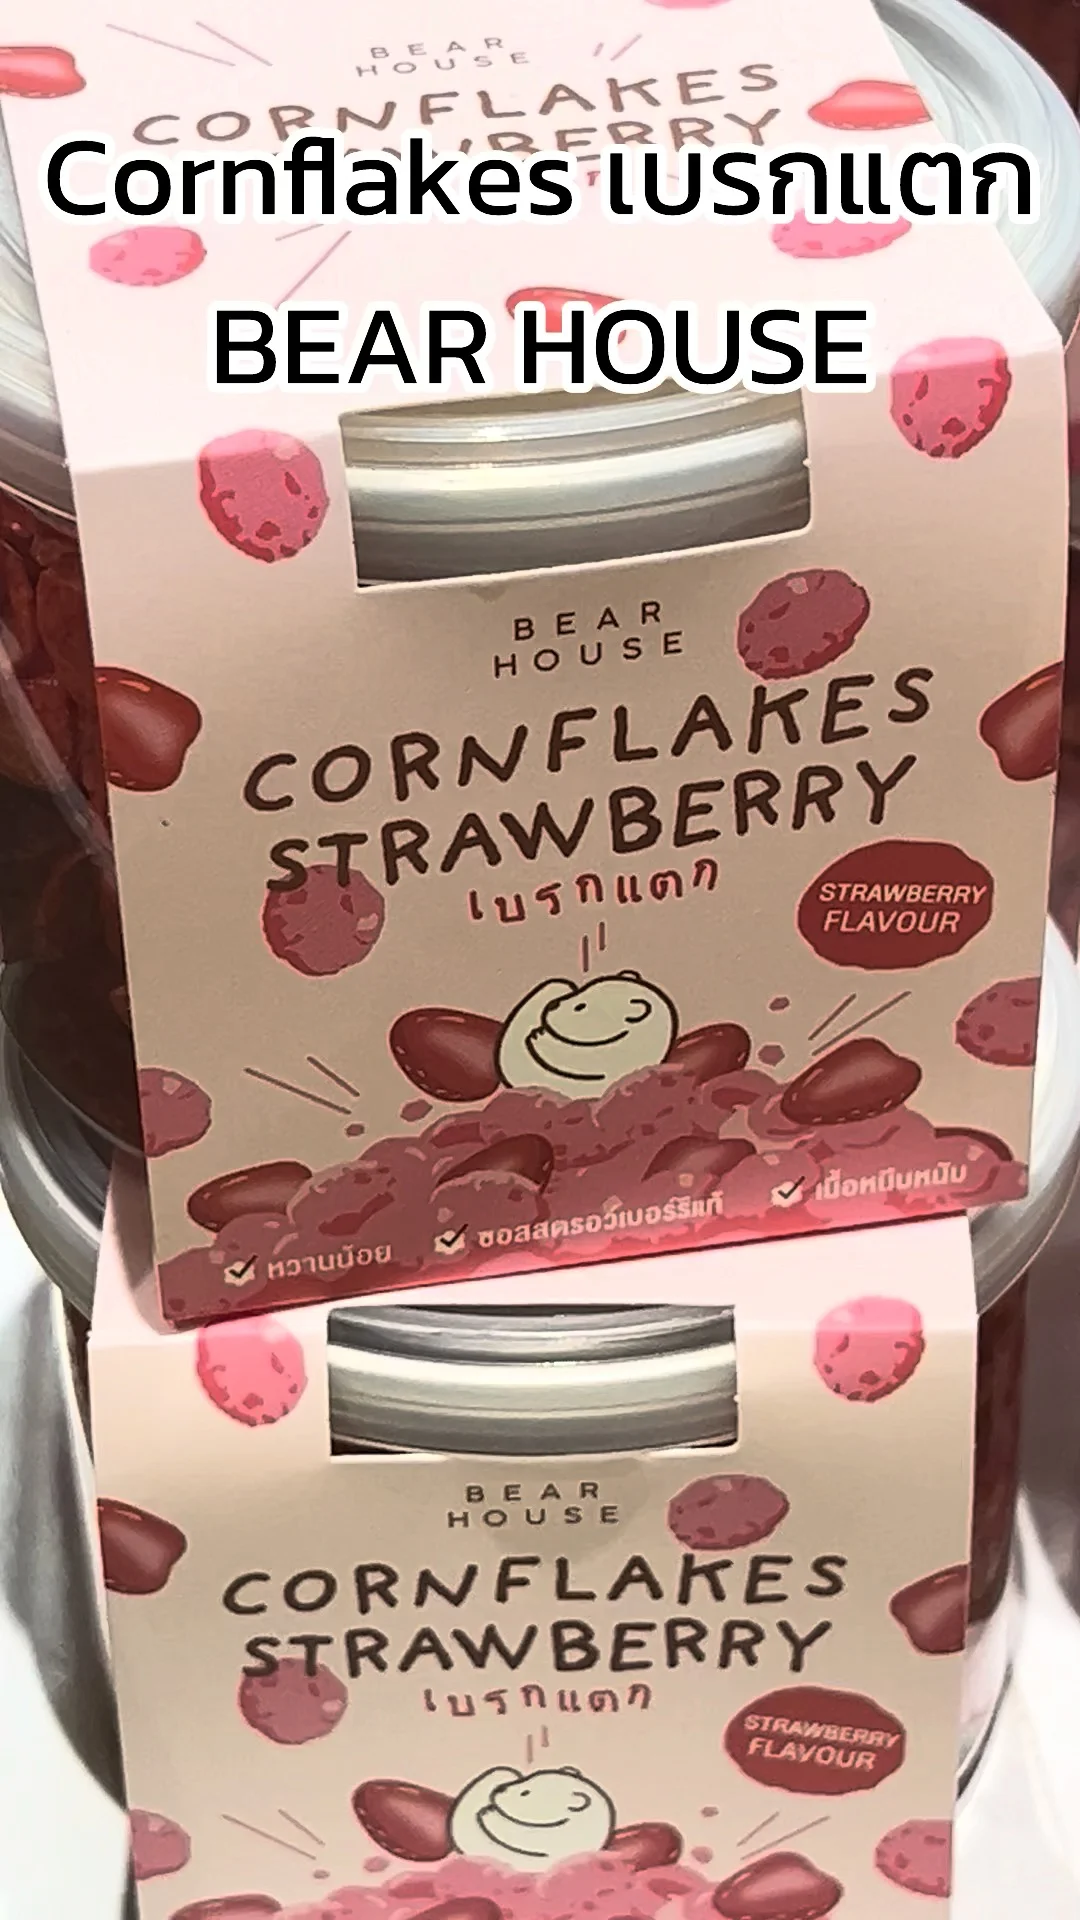 BEAR
HOUSE
CORNFLAKES
Cornflakes เบรกแตก
BEAR HOUSE
BEAR
HOUSE
CORNFLAKES
STRAWBERRY
เบรกแตก
STRAWBERRY
FLAVOUR
หวานน้อย
ซอสสตรอว์เบอร์รีแท้
เนื้อหนึบหนับ
BEAR
HOUSE
CORNFLAKES
STRAWBERRY
เบรกแตก
STRAWBERRY
FLAVOUR